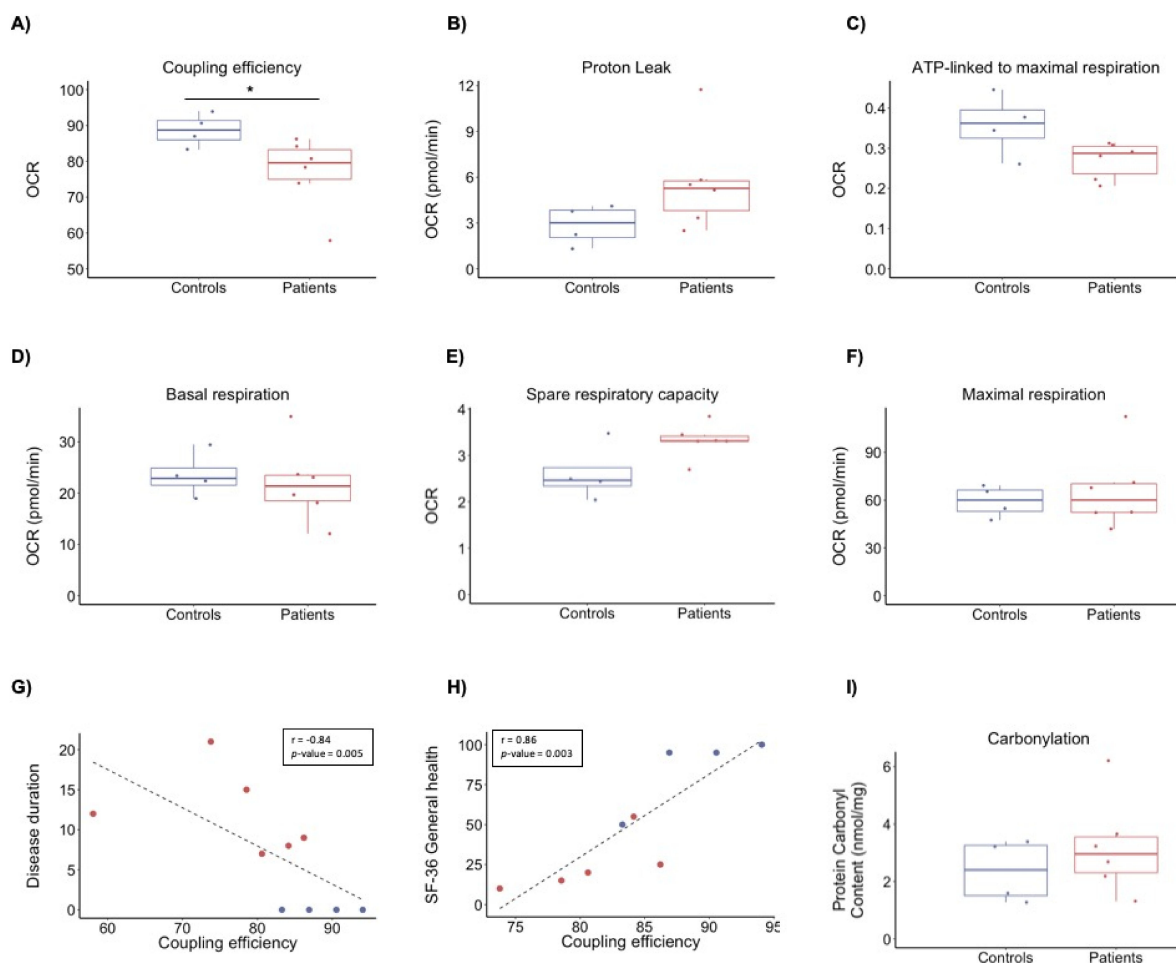 A)
Coupling efficiency
*
100
90
80
70
60
50
OCR
Controls Patients
B)
Proton Leak
12
9
6
3
0
OCR (pmol/min)
Controls Patients
C)
ATP-linked to maximal respiration
0.4
0.3
0.2
0.1
0.0
OCR
Controls Patients
D)
Basal respiration
30
20
10
0
OCR (pmol/min)
Controls Patients
E)
Spare respiratory capacity
4
3
2
1
0
OCR
Controls Patients
F)
Maximal respiration
90
60
30
0
OCR (pmol/min)
Controls Patients
G)
r = -0.84
p-value = 0.005
20
15
10
5
0
Disease duration
60 70 80 90
Coupling efficiency
H)
r = 0.86
p-value = 0.003
100
75
50
25
0
SF-36 General health
75 80 85 90 95
Coupling efficiency
I)
Carbonylation
6
4
2
0
Protein Carbonyl
Content (nmol/mg)
Controls Patients